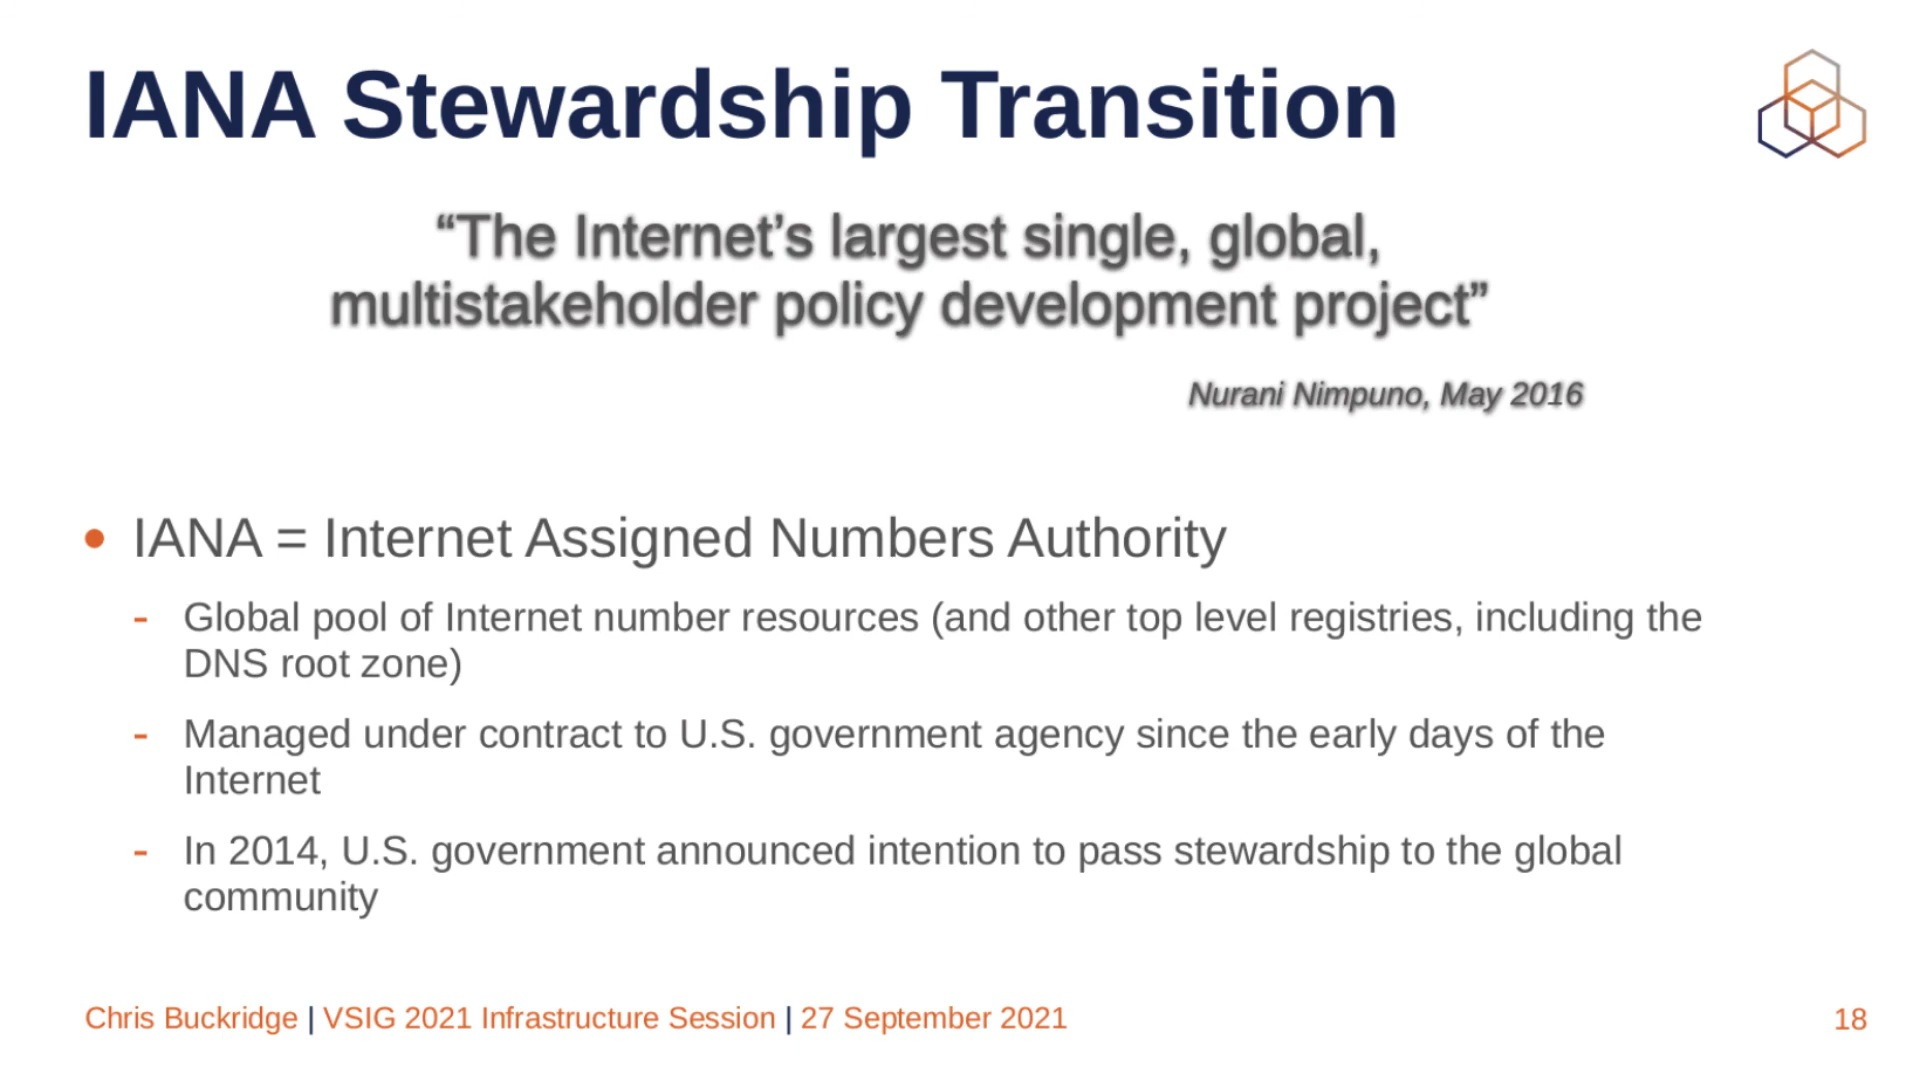 IANA Stewardship Transition
“The Internet’s largest single, global,
multistakeholder policy development project”
Nurani Nimpuno, May 2016
• IANA = Internet Assigned Numbers Authority
- Global pool of Internet number resources (and other top level registries, including the
DNS root zone)
- Managed under contract to U.S. government agency since the early days of the
Internet
- In 2014, U.S. government announced intention to pass stewardship to the global
community
Chris Buckridge | VSIG 2021 Infrastructure Session | 27 September 2021
18